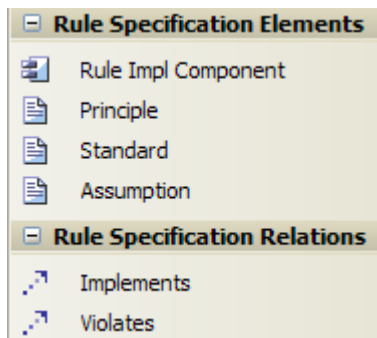 Rule Specification Elements
Rule Impl Component
Principle
Standard
Assumption
Rule Specification Relations
Implements
Violates